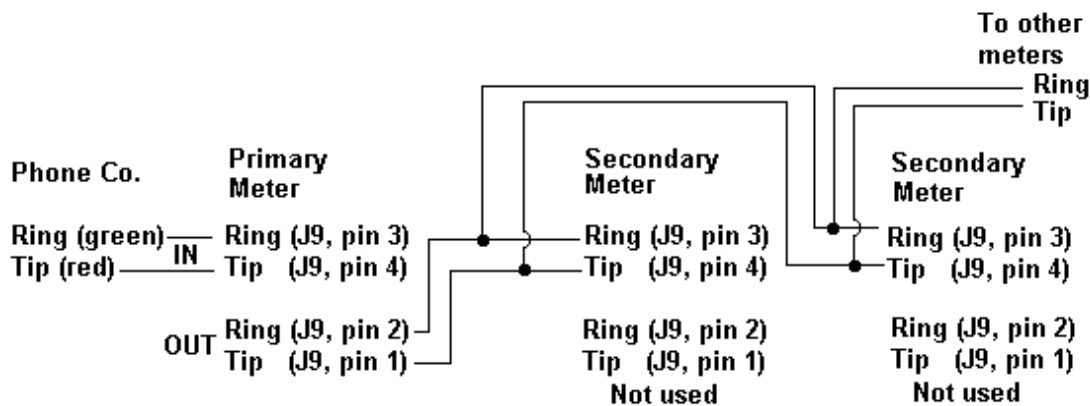 To other
meters
Ring
Tip
Phone Co.
Primary
Meter
Secondary
Meter
Secondary
Meter
Ring (green)
IN
Ring (J9, pin 3)
Ring (J9, pin 3)
Ring (J9, pin 3)
Tip (red)
Tip (J9, pin 4)
Tip (J9, pin 4)
Tip (J9, pin 4)
OUT
Ring (J9, pin 2)
Tip (J9, pin 1)
Ring (J9, pin 2)
Tip (J9, pin 1)
Not used
Ring (J9, pin 2)
Tip (J9, pin 1)
Not used